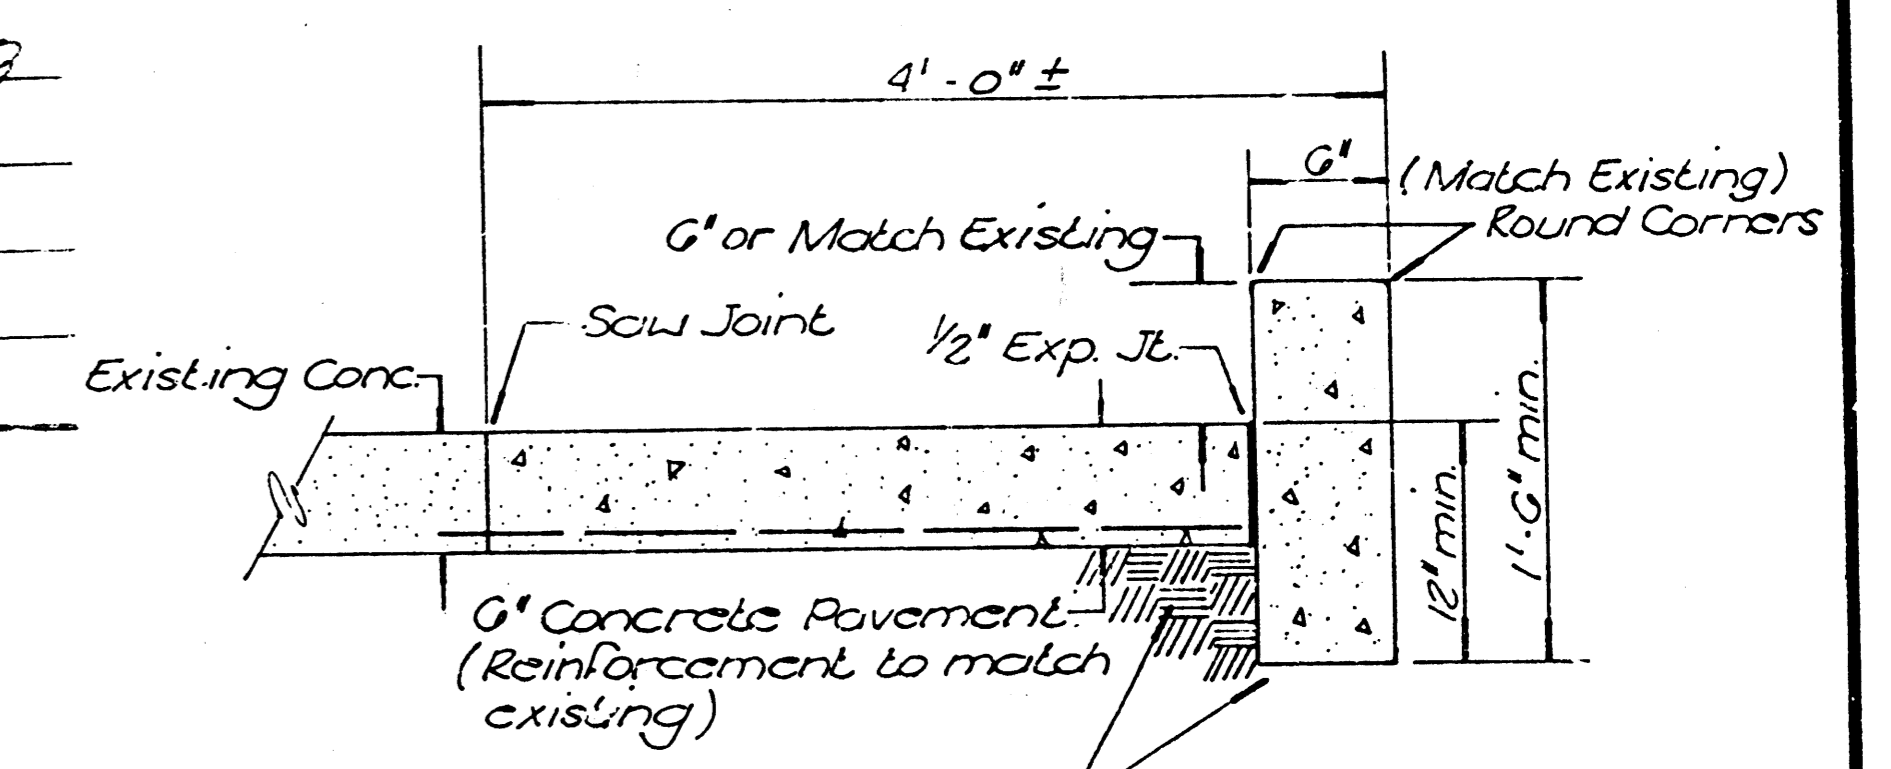 4'-0" ±
6" (Match Existing)
Round Corners
6" or Match Existing
Saw Joint
1/2" Exp. Jt.
Existing Conc.
12" min.
1'-6" min.
6" Concrete Pavement
(Reinforcement to match
existing)